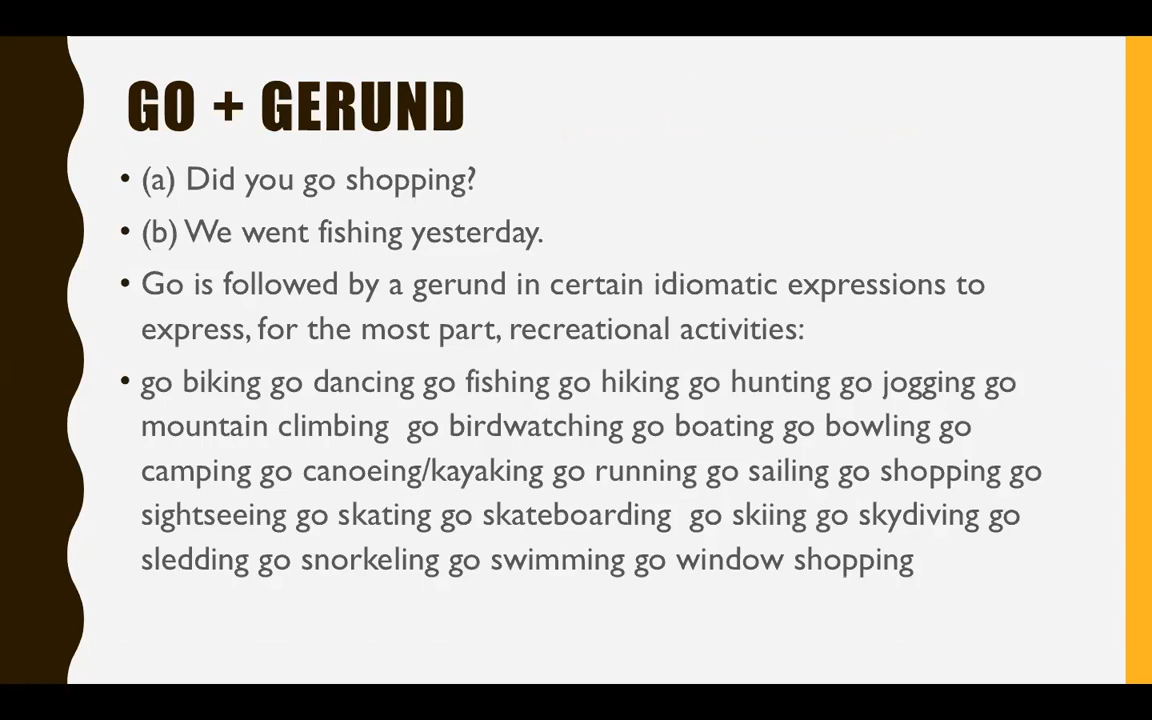 GO + GERUND
• (a) Did you go shopping?
• (b) We went fishing yesterday.
• Go is followed by a gerund in certain idiomatic expressions to
express, for the most part, recreational activities:
• go biking go dancing go fishing go hiking go hunting go jogging go
mountain climbing  go birdwatching go boating go bowling go
camping go canoeing/kayaking go running go sailing go shopping go
sightseeing go skating go skateboarding  go skiing go skydiving go
sledding go snorkeling go swimming go window shopping